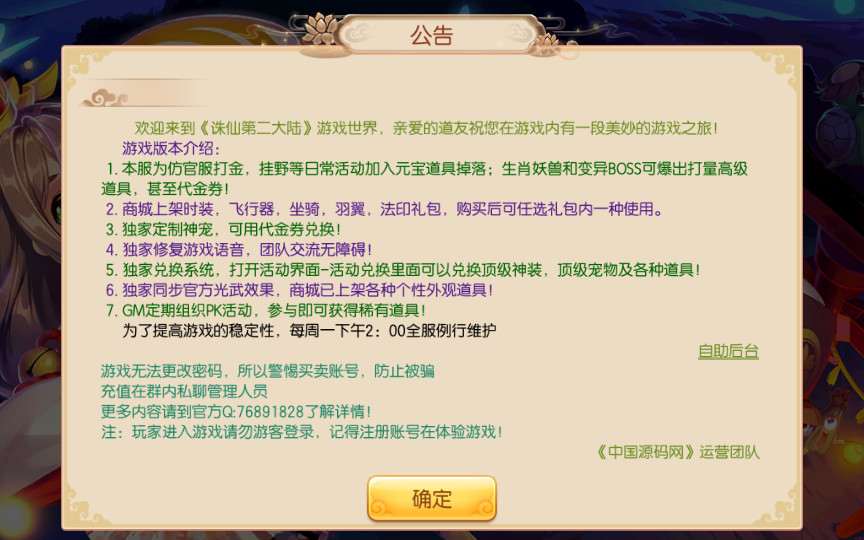 公告
欢迎来到《诛仙第二大陆》游戏世界，亲爱的道友祝您在游戏内有一段美妙的游戏之旅！
游戏版本介绍：
1. 本服为仿官服打金，挂野等日常活动加入元宝道具掉落；生肖妖兽和变异BOSS可爆出打量高级
道具，甚至代金券！
2. 商城上架时装，飞行器，坐骑，羽翼，法印礼包，购买后可任选礼包内一种使用。
3. 独家定制神宠，可用代金券兑换！
4. 独家修复游戏语音，团队交流无障碍！
5. 独家兑换系统，打开活动界面-活动兑换里面可以兑换顶级神装，顶级宠物及各种道具！
6. 独家同步官方光武效果，商城已上架各种个性外观道具！
7. GM定期组织PK活动，参与即可获得稀有道具！
为了提高游戏的稳定性，每周一下午2：00全服例行维护
自助后台
游戏无法更改密码，所以警惕买卖账号，防止被骗
充值在群内私聊管理人员
更多内容请到官方Q:76891828了解详情！
注：玩家进入游戏请勿游客登录，记得注册账号在体验游戏！
《中国源码网》运营团队
确定